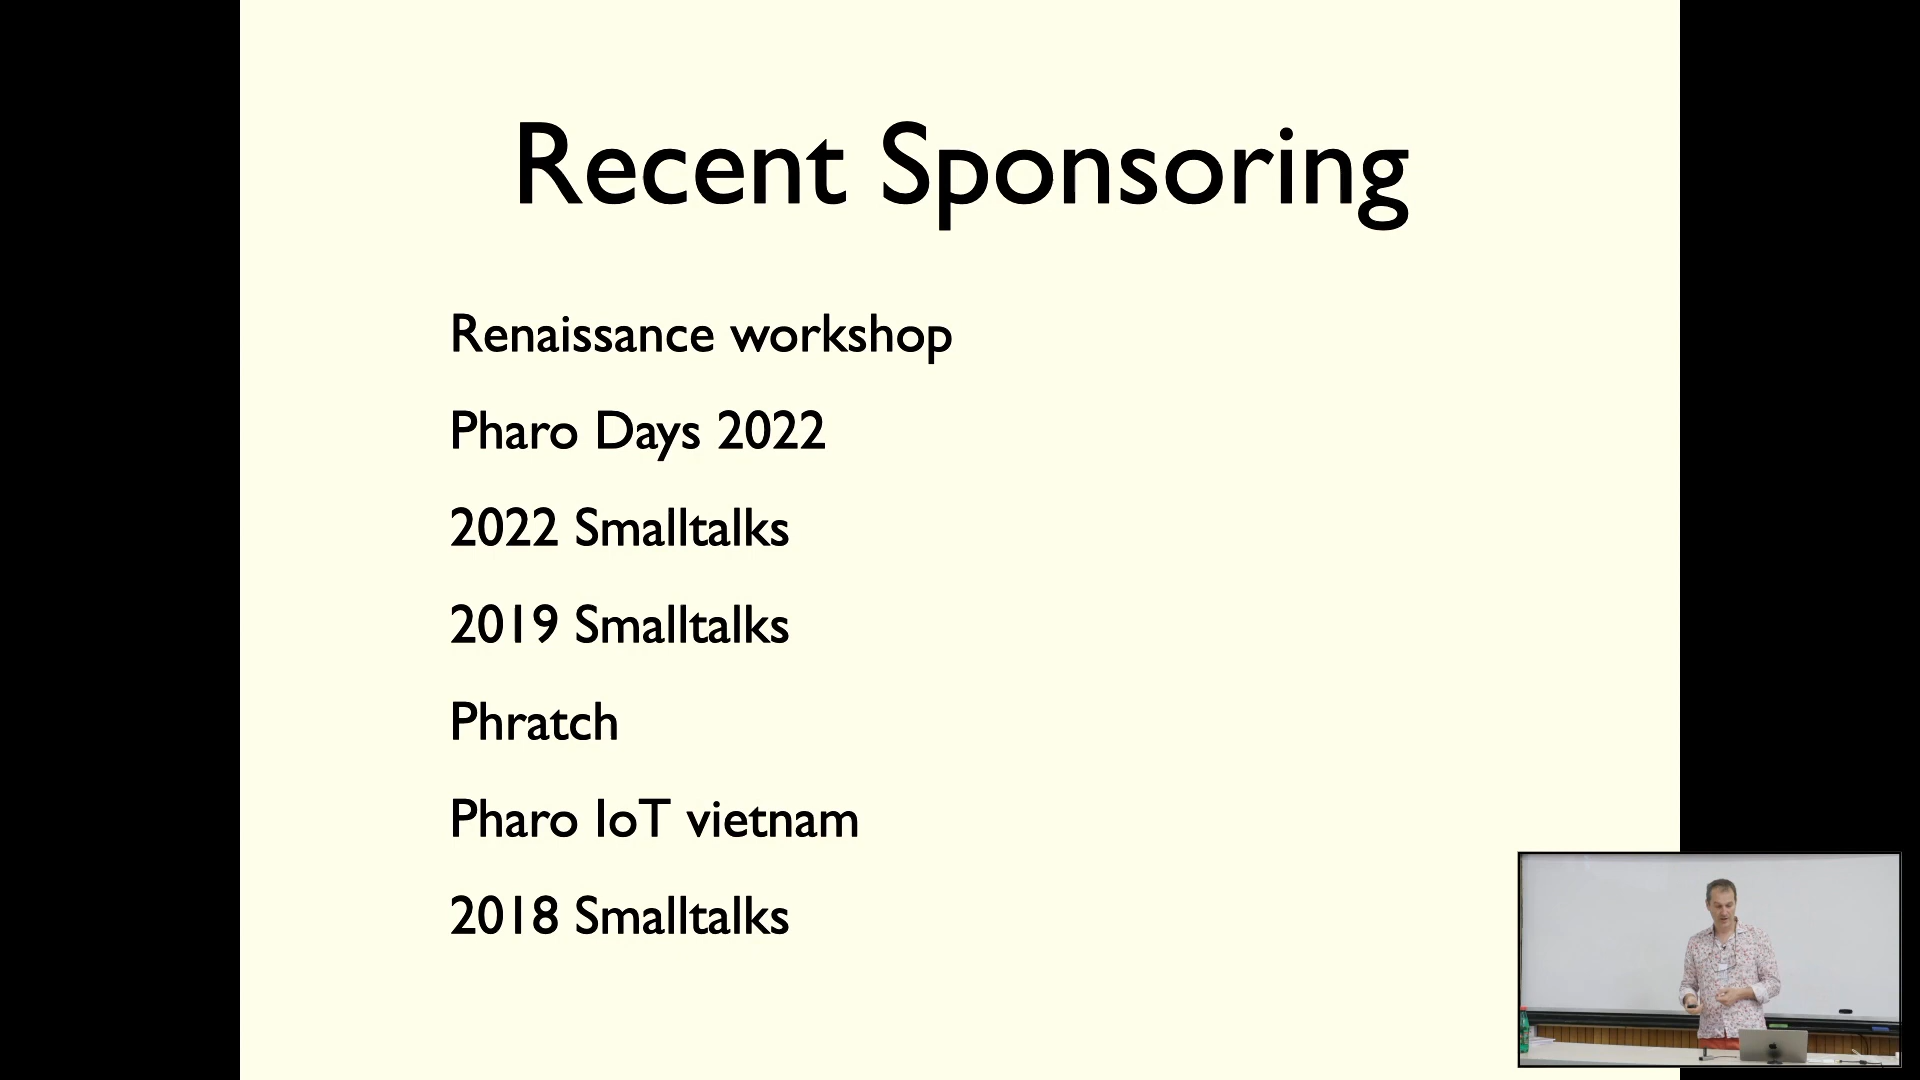 Recent Sponsoring
Renaissance workshop
Pharo Days 2022
2022 Smalltalks
2019 Smalltalks
Phratch
Pharo IoT vietnam
2018 Smalltalks